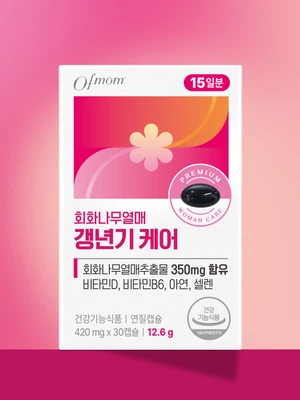 Ofmom
15일분
PREMIUM
WOMAN CARE
회화나무열매
갱년기 케어
회화나무열매추출물 350mg 함유
비타민D, 비타민B6, 아연, 셀렌
건강기능식품 | 연질캡슐
420 mg x 30캡슐 | 12.6 g
건강
기능식품